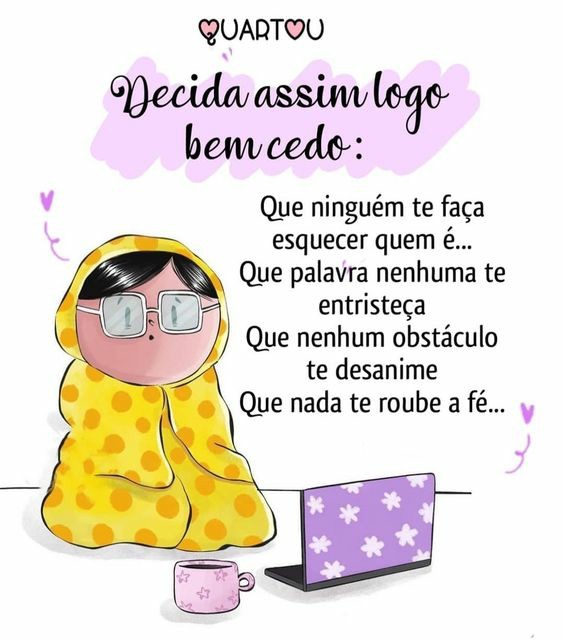 QUARTOU
Decida assim logo
bem cedo:
Que ninguém te faça
esquecer quem é...
Que palavra nenhuma te
entristeça
Que nenhum obstáculo
te desanime
Que nada te roube a fé...